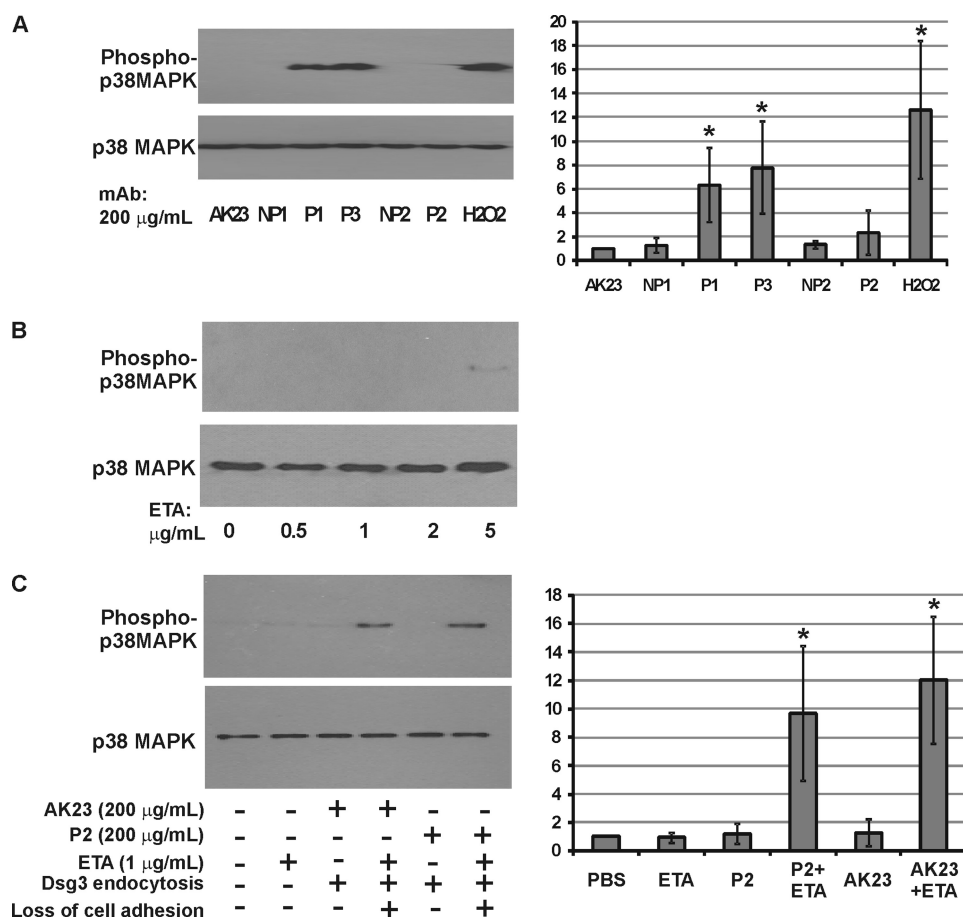 A
Phospho-
p38MAPK
p38 MAPK
mAb:
200 μg/mL
AK23 NP1 P1 P3 NP2 P2 H2O2
20
18
16
14
12
10
8
6
4
2
0
* * *
AK23 NP1 P1 P3 NP2 P2 H2O2
B
Phospho-
p38MAPK
p38 MAPK
ETA:
μg/mL 0 0.5 1 2 5
C
Phospho-
p38MAPK
p38 MAPK
AK23 (200 μg/mL) - - + + - -
P2 (200 μg/mL) - - - - + +
ETA (1 μg/mL) - + - + - +
Dsg3 endocytosis - - + + + +
Loss of cell adhesion - - - + - +
18
16
14
12
10
8
6
4
2
0
* *
PBS ETA P2 P2+
ETA AK23 AK23
+ETA